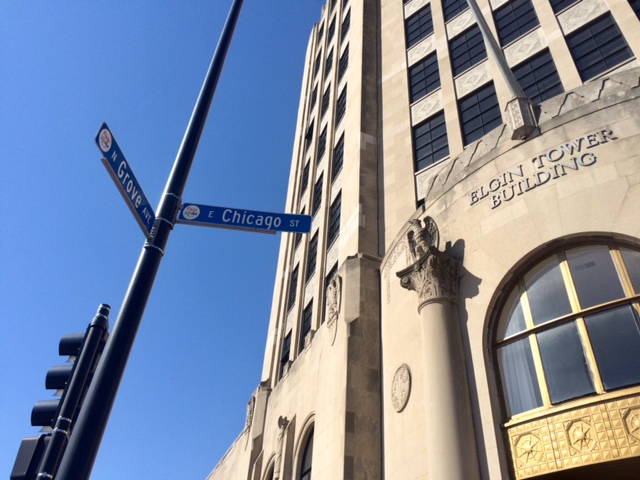 N Grove AVE
E Chicago ST
ELGIN TOWER
BUILDING